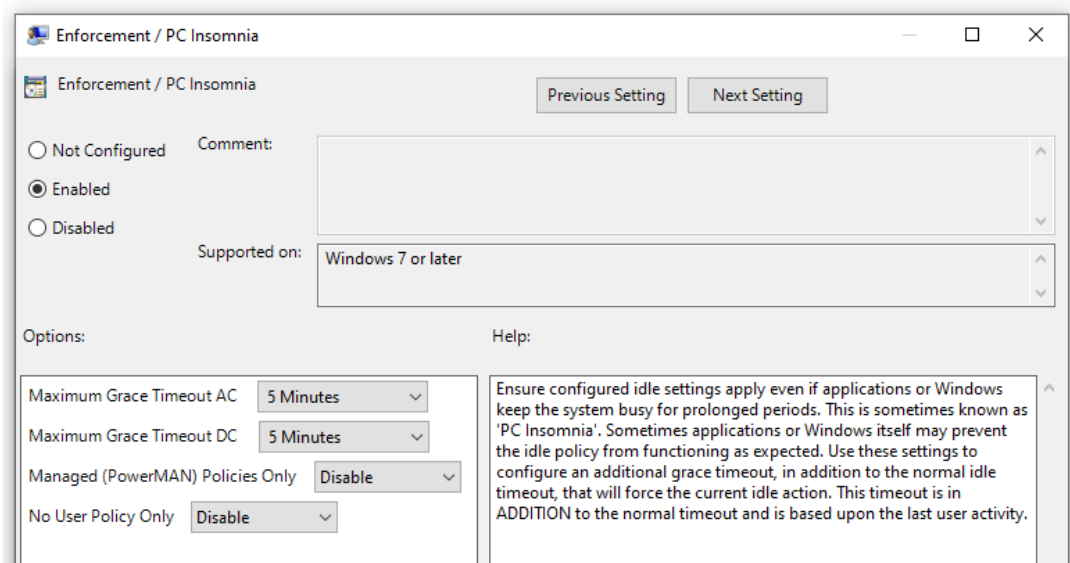 Enforcement / PC Insomnia
Enforcement / PC Insomnia
Previous Setting
Next Setting
Not Configured
Comment:
Enabled
Disabled
Supported on:
Windows 7 or later
Options:
Help:
Maximum Grace Timeout AC
5 Minutes
Maximum Grace Timeout DC
5 Minutes
Managed (PowerMAN) Policies Only
Disable
No User Policy Only
Disable
Ensure configured idle settings apply even if applications or Windows
keep the system busy for prolonged periods. This is sometimes known as
'PC Insomnia'. Sometimes applications or Windows itself may prevent
the idle policy from functioning as expected. Use these settings to
configure an additional grace timeout, in addition to the normal idle
timeout, that will force the current idle action. This timeout is in
ADDITION to the normal timeout and is based upon the last user activity.